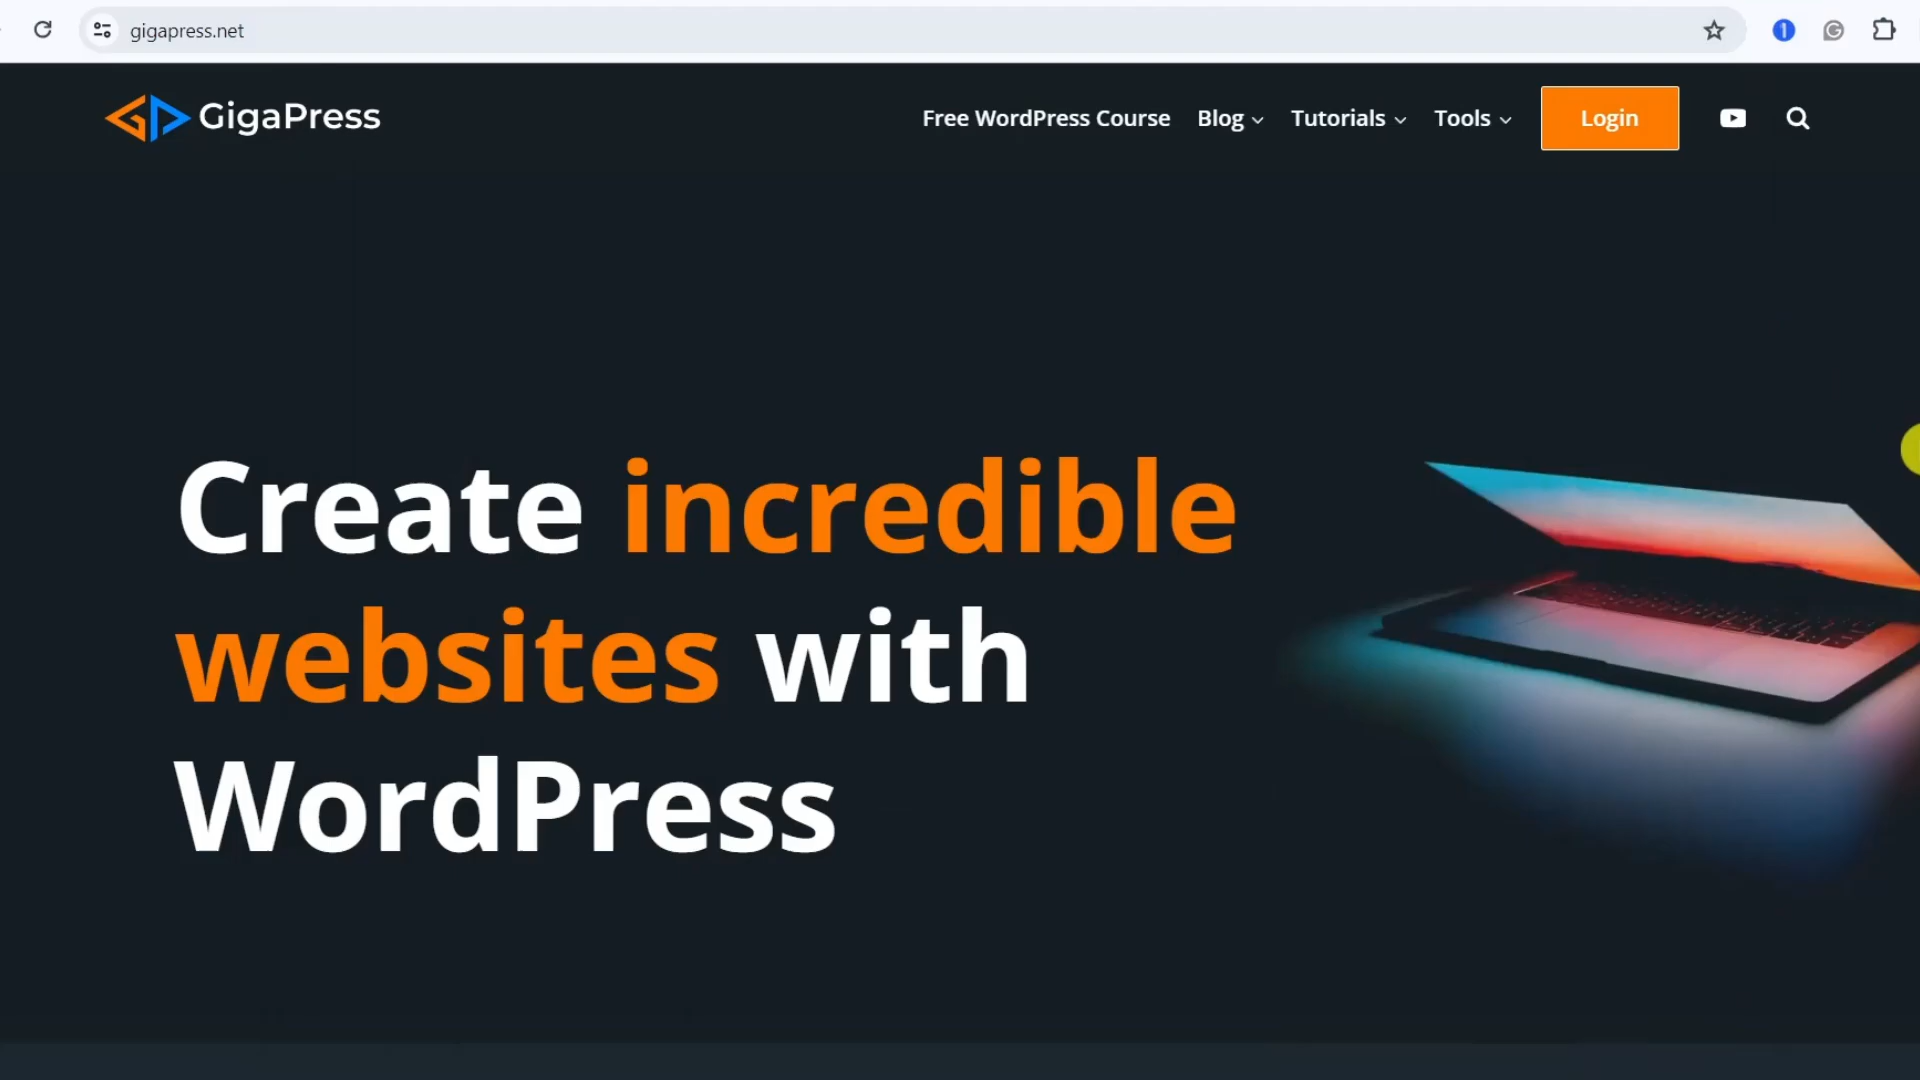 gigapress.net
GigaPress
Free WordPress Course Blog Tutorials Tools Login
Create incredible
websites with
WordPress